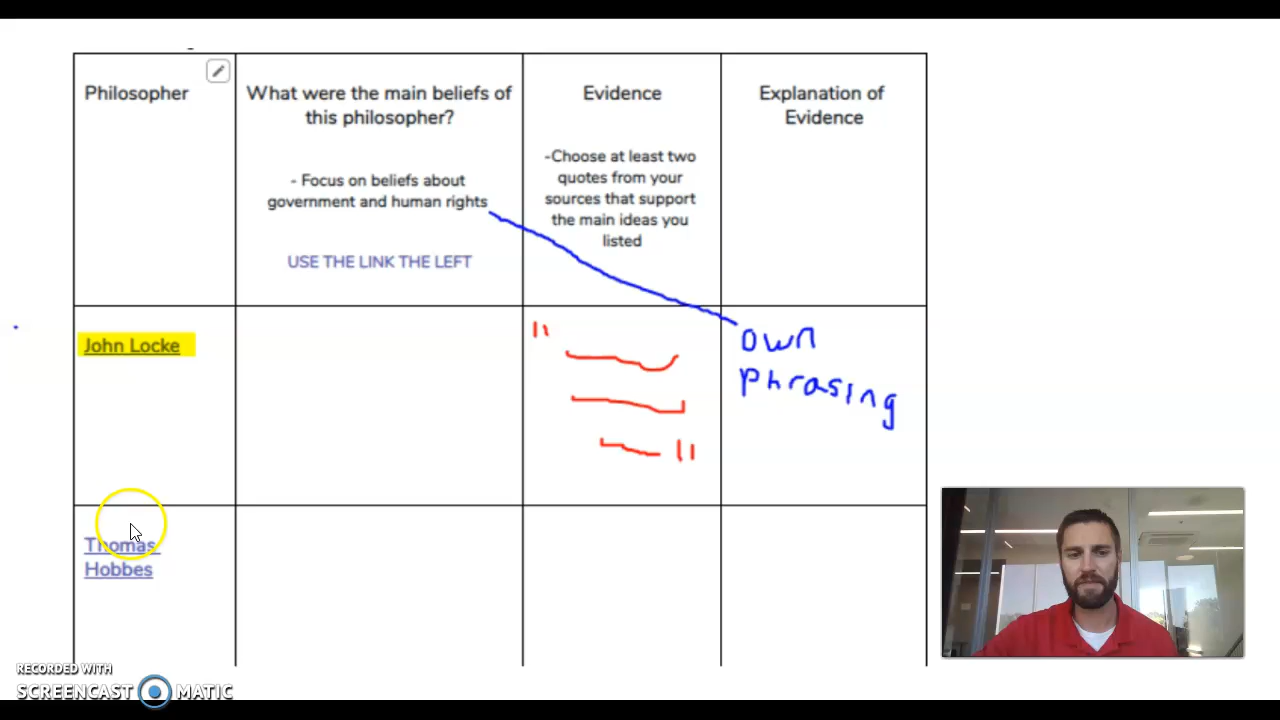 Philosopher
What were the main beliefs of
this philosopher?
- Focus on beliefs about
government and human rights
USE THE LINK THE LEFT
Evidence
-Choose at least two
quotes from your
sources that support
the main ideas you
listed
Explanation of
Evidence
John Locke
" "
own
phrasing
Thomas
Hobbes
RECORDED WITH
SCREENCAST MATIC